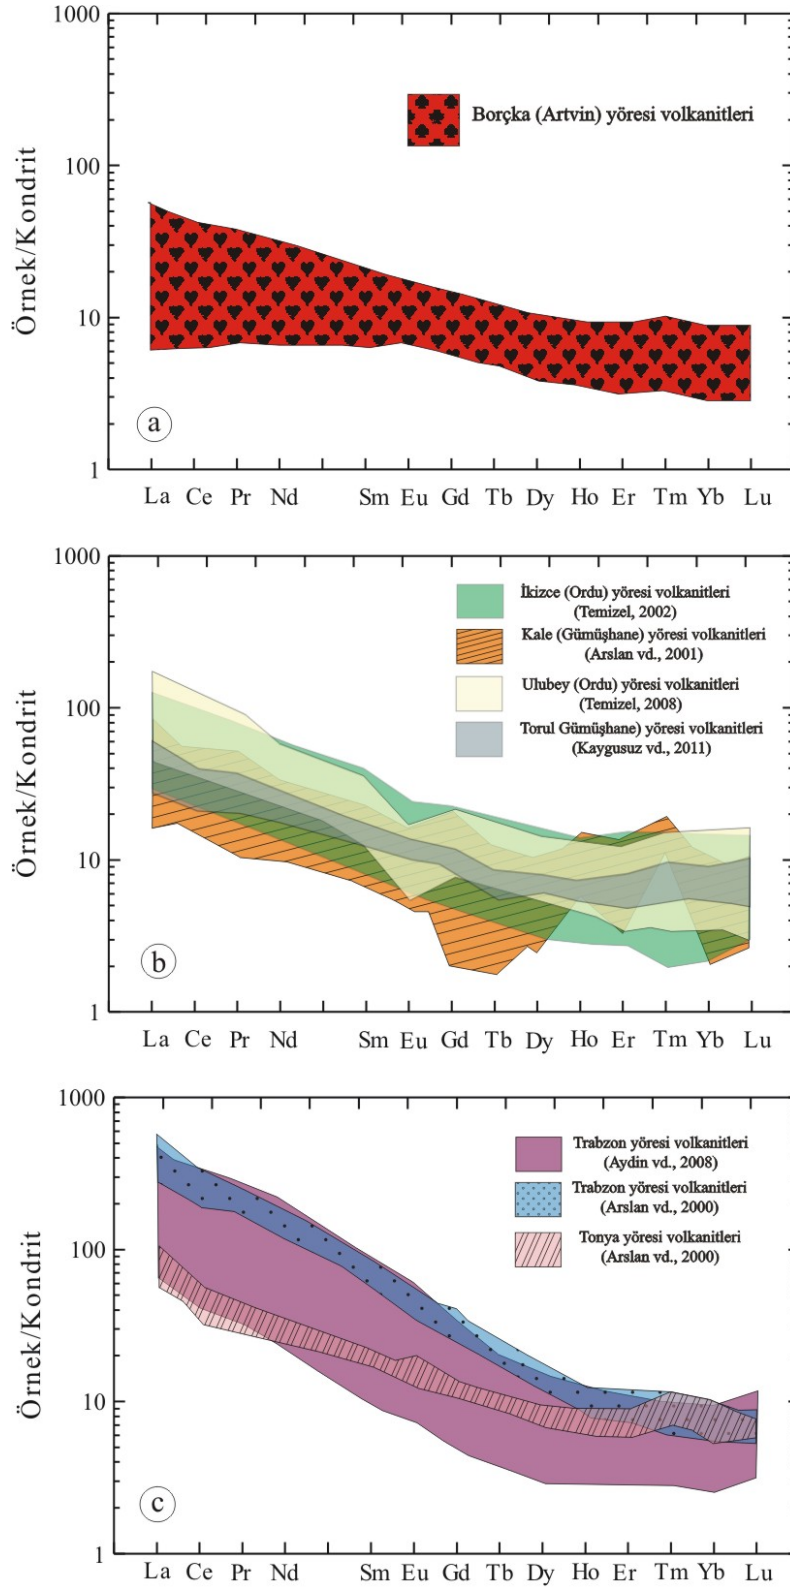 1000
Borçka (Artvin) yöresi volkanitleri
100
Örnek/Kondrit
10
a
1
La Ce Pr Nd Sm Eu Gd Tb Dy Ho Er Tm Yb Lu
1000
İkizce (Ordu) yöresi volkanitleri
(Temizel, 2002)
Kale (Gümüşhane) yöresi volkanitleri
(Arslan vd., 2001)
Ulubey (Ordu) yöresi volkanitleri
(Temizel, 2008)
Torul Gümüşhane) yöresi volkanitleri
(Kaygusuz vd., 2011)
100
Örnek/Kondrit
10
b
1
La Ce Pr Nd Sm Eu Gd Tb Dy Ho Er Tm Yb Lu
1000
Trabzon yöresi volkanitleri
(Aydin vd., 2008)
Trabzon yöresi volkanitleri
(Arslan vd., 2000)
Tonya yöresi volkanitleri
(Arslan vd., 2000)
100
Örnek/Kondrit
10
c
1
La Ce Pr Nd Sm Eu Gd Tb Dy Ho Er Tm Yb Lu